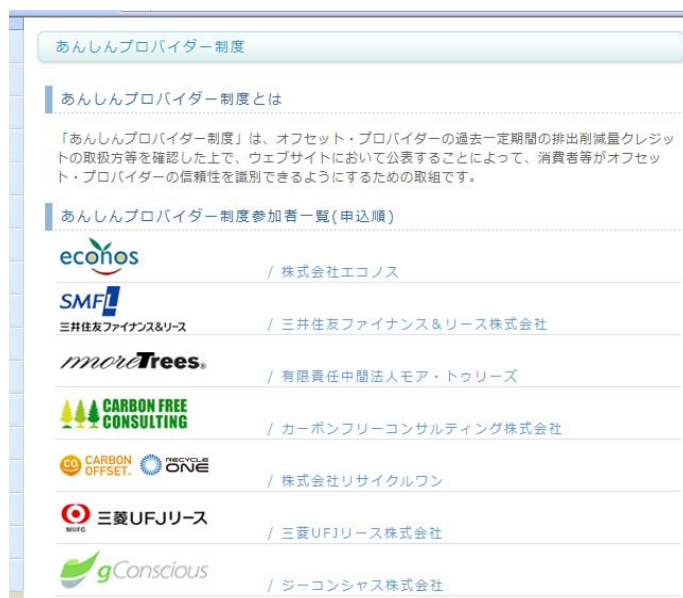 あんしんプロバイダー制度
あんしんプロバイダー制度とは
「あんしんプロバイダー制度」は、オフセット・プロバイダーの過去一定期間の排出削減量クレジッ
トの取扱方等を確認した上で、ウェブサイトにおいて公表することによって、消費者等がオフセッ
ト・プロバイダーの信頼性を識別できるようにするための取組です。
あんしんプロバイダー制度参加者一覧(申込順)
econos
/ 株式会社エコノス
SMFL
三井住友ファイナンス&リース
/ 三井住友ファイナンス&リース株式会社
moreTrees®
/ 有限責任中間法人モア・トゥリーズ
CARBON FREE
CONSULTING
/ カーボンフリーコンサルティング株式会社
CO2 CARBON OFFSET. RECYCLE ONE
/ 株式会社リサイクルワン
MUFG 三菱UFJリース
/ 三菱UFJリース株式会社
gConscious
/ ジーコンシャス株式会社